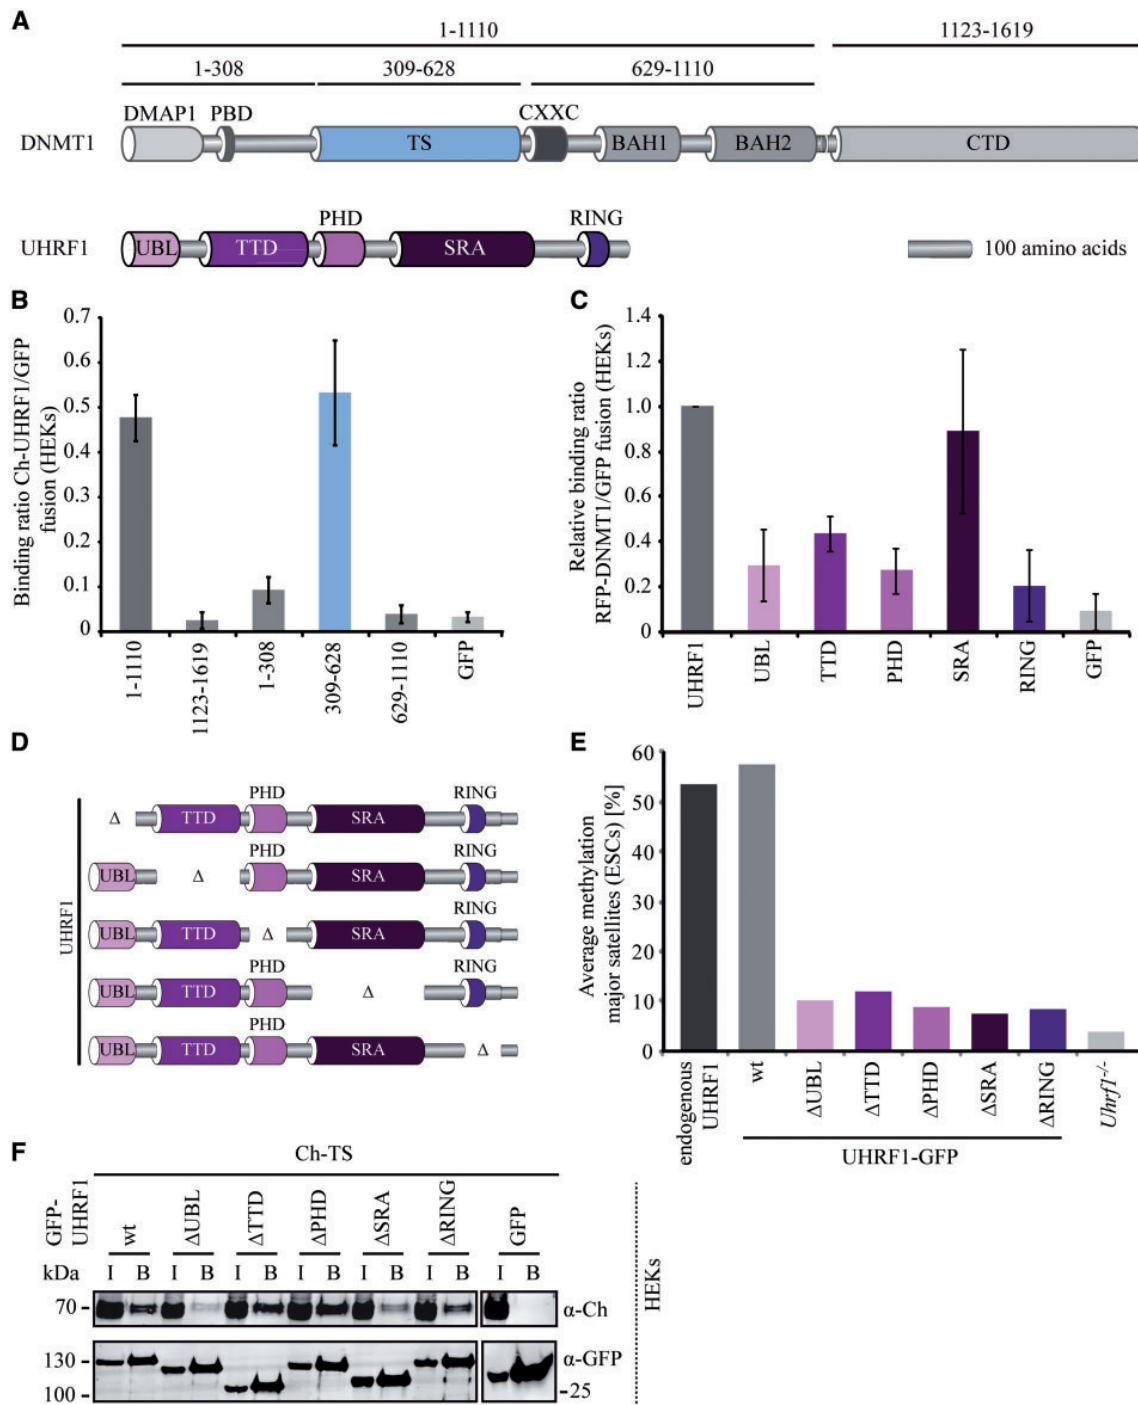 A
1-1110
1123-1619
1-308
309-628
629-1110
DMAP1
PBD
CXXC
DNMT1
TS
BAH1
BAH2
CTD
PHD
RING
UHRF1
UBL
TTD
SRA
100 amino acids
B
Binding ratio Ch-UHRF1/GFP
fusion (HEKs)
0.7
0.6
0.5
0.4
0.3
0.2
0.1
0
1-1110
1123-1619
1-308
309-628
629-1110
GFP
C
Relative binding ratio
RFP-DNMT1/GFP fusion (HEKs)
1.4
1.2
1.0
0.8
0.6
0.4
0.2
0
UHRF1
UBL
TTD
PHD
SRA
RING
GFP
D
UHRF1
PHD
RING
Δ
TTD
SRA
PHD
RING
UBL
Δ
SRA
RING
UBL
TTD
Δ
SRA
PHD
RING
UBL
TTD
Δ
PHD
UBL
TTD
SRA
Δ
E
Average methylation
major satellites (ESCs) [%]
60
50
40
30
20
10
0
endogenous
UHRF1
wt
ΔUBL
ΔTTD
ΔPHD
ΔSRA
ΔRING
Uhrf1-/-
UHRF1-GFP
F
Ch-TS
GFP-
UHRF1
wt
ΔUBL
ΔTTD
ΔPHD
ΔSRA
ΔRING
GFP
kDa
I B I B I B I B I B I B I B
70 -
α-Ch
130 -
α-GFP
100 -
-25
HEKs